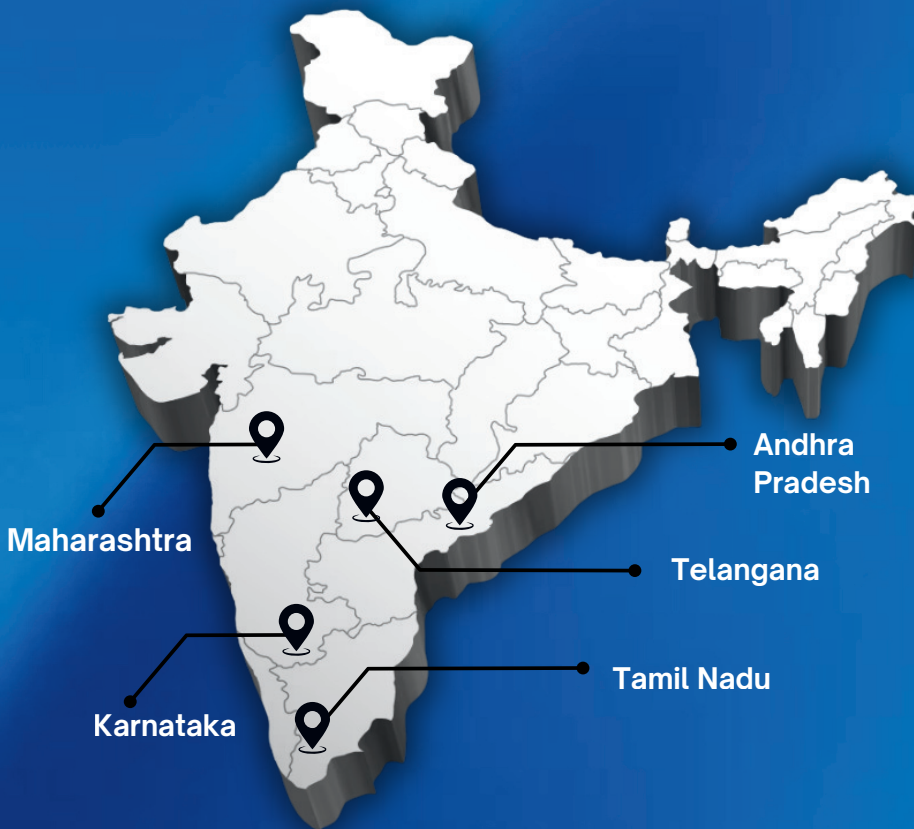 Andhra
Pradesh
Maharashtra
Telangana
Tamil Nadu
Karnataka